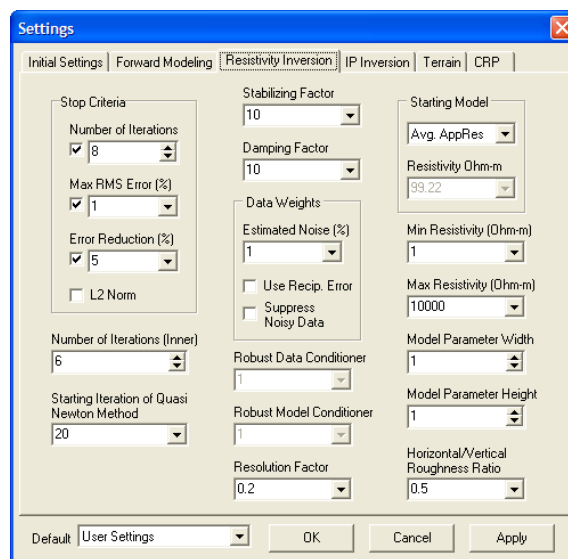 Settings
Initial Settings Forward Modeling Resistivity Inversion IP Inversion Terrain CRP
Stop Criteria
Number of Iterations
8
Max RMS Error (%)
1
Error Reduction (%)
5
L2 Norm
Number of Iterations (Inner)
6
Starting Iteration of Quasi
Newton Method
20
Stabilizing Factor
10
Damping Factor
10
Data Weights
Estimated Noise (%)
1
Use Recip. Error
Suppress
Noisy Data
Robust Data Conditioner
1
Robust Model Conditioner
1
Resolution Factor
0.2
Starting Model
Avg. AppRes
Resistivity Ohm-m
99.22
Min Resistivity (Ohm-m)
1
Max Resistivity (Ohm-m)
10000
Model Parameter Width
1
Model Parameter Height
1
Horizontal/Vertical
Roughness Ratio
0.5
Default User Settings OK Cancel Apply